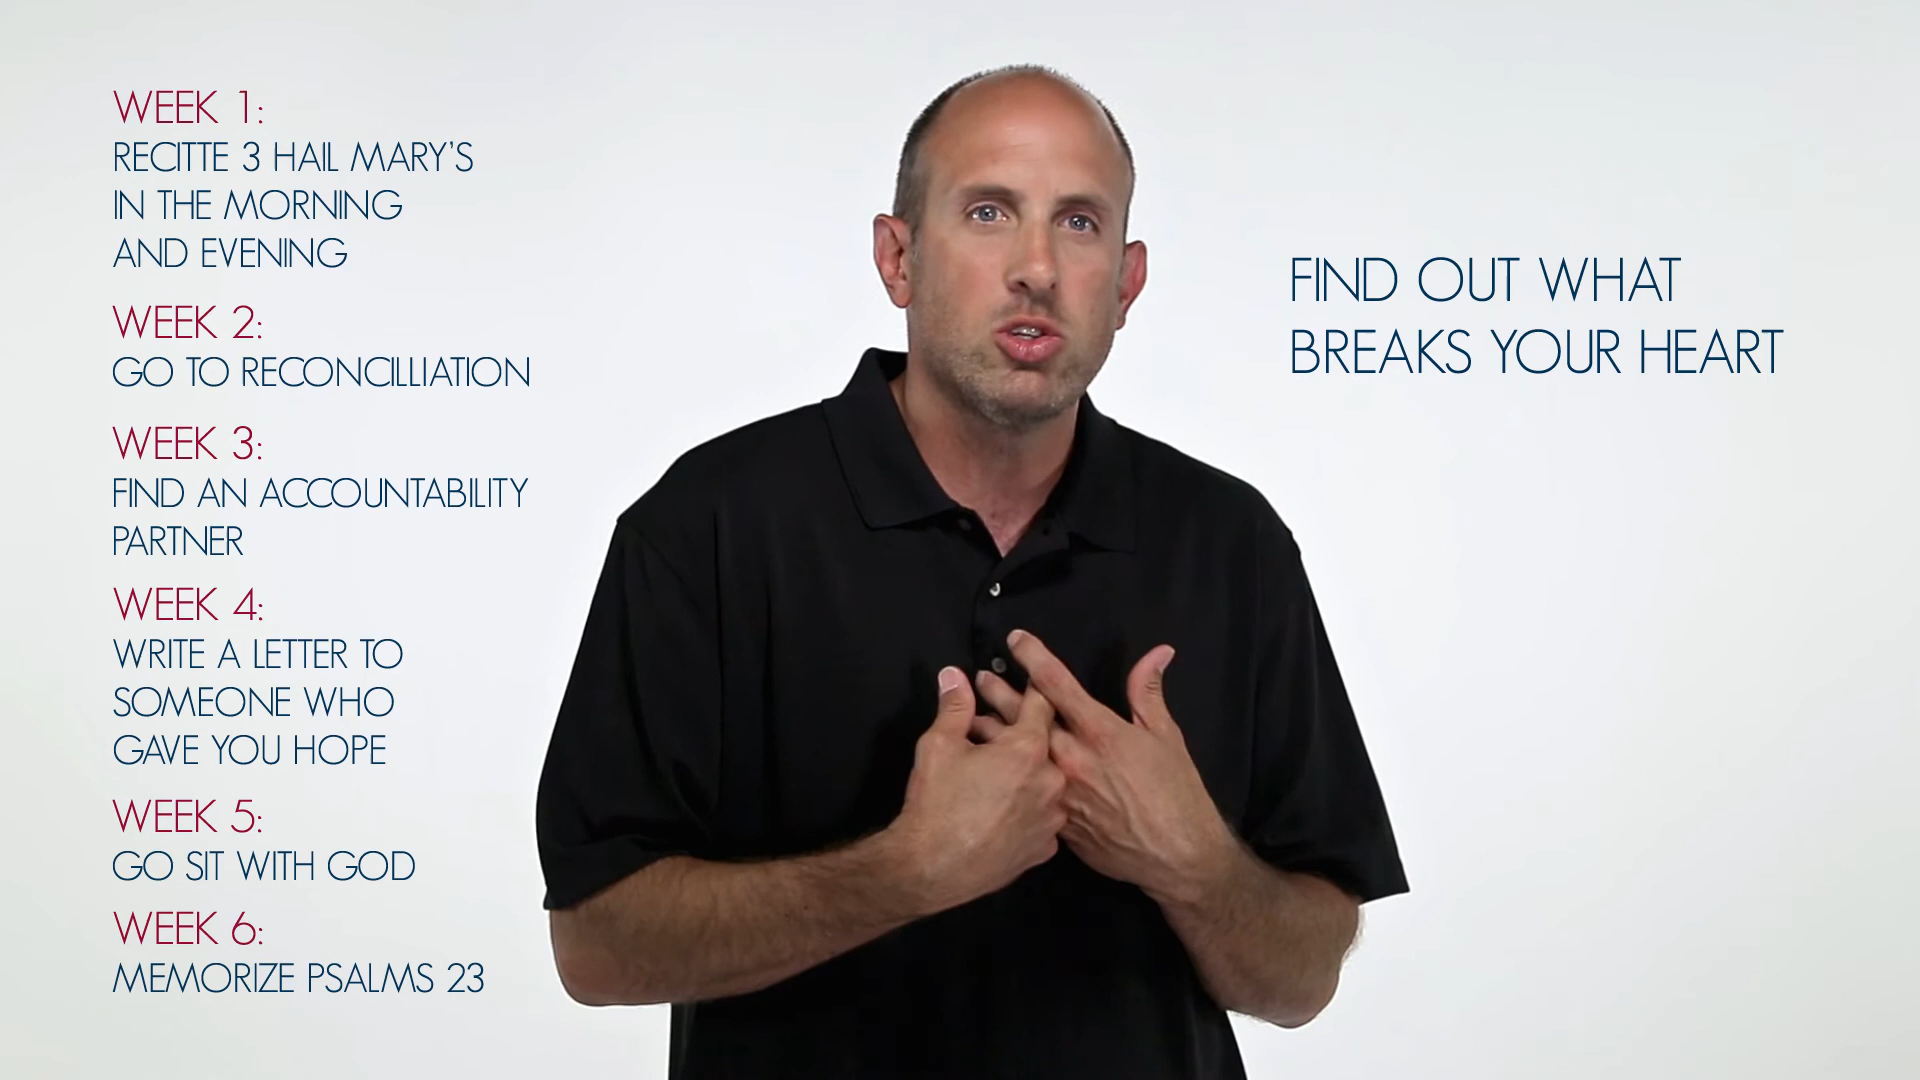 WEEK 1:
RECITTE 3 HAIL MARY'S
IN THE MORNING
AND EVENING
WEEK 2:
GO TO RECONCILLIATION
WEEK 3:
FIND AN ACCOUNTABILITY
PARTNER
WEEK 4:
WRITE A LETTER TO
SOMEONE WHO
GAVE YOU HOPE
WEEK 5:
GO SIT WITH GOD
WEEK 6:
MEMORIZE PSALMS 23
FIND OUT WHAT
BREAKS YOUR HEART